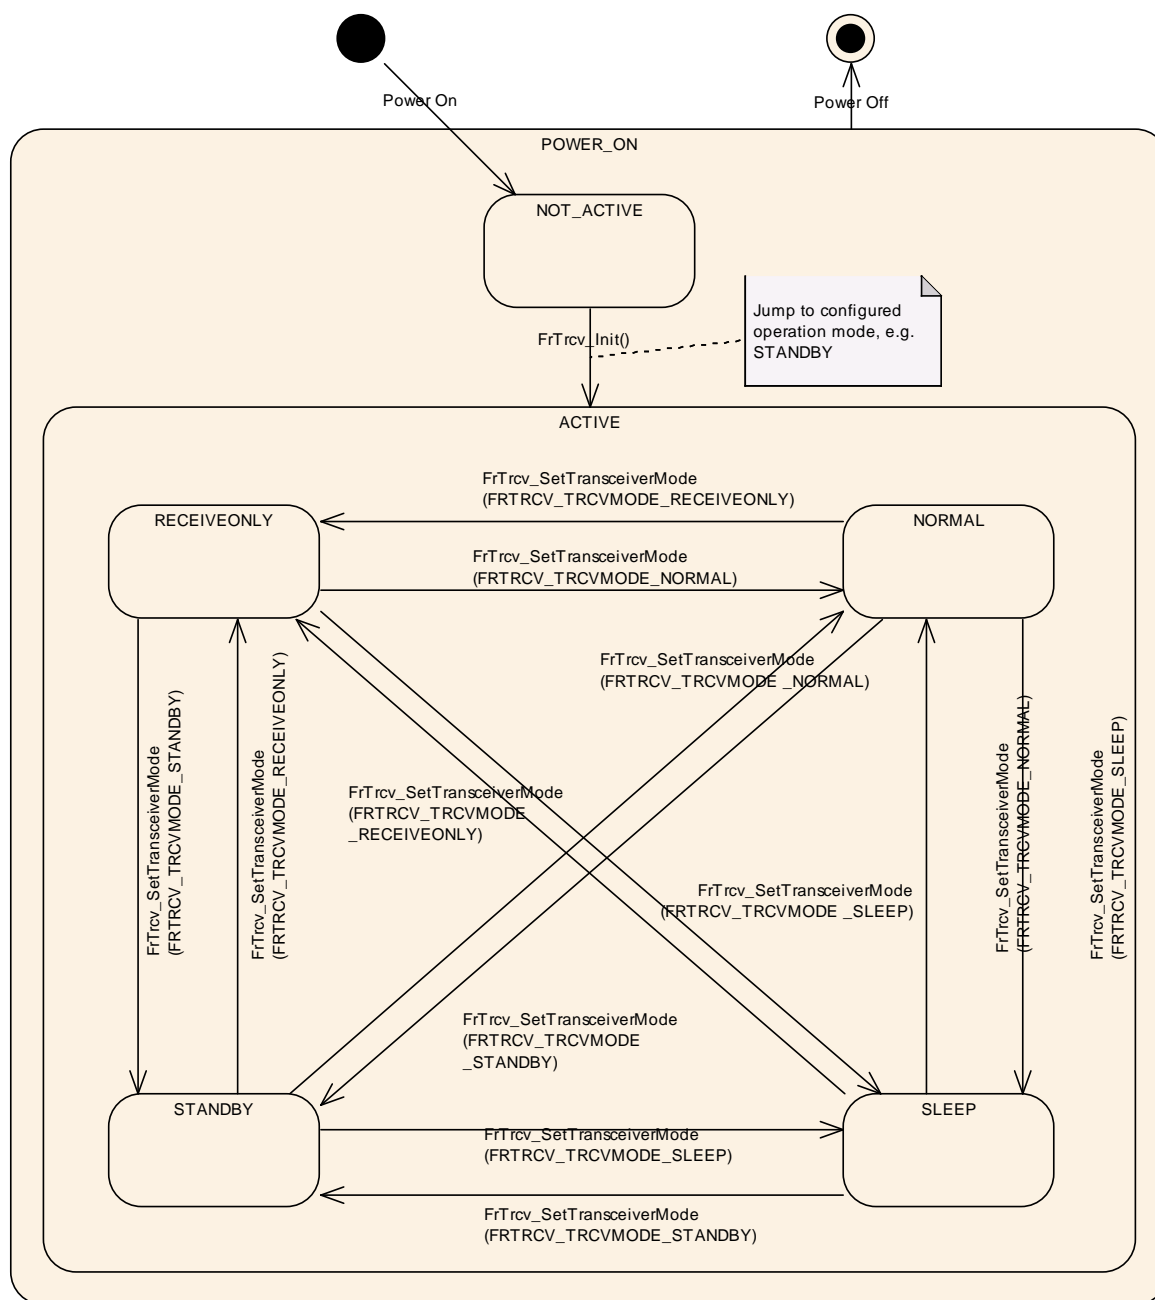 Power On
Power Off
POWER_ON
NOT_ACTIVE
Jump to configured
operation mode, e.g.
STANDBY
FrTrcv_Init()
ACTIVE
FrTrcv_SetTransceiverMode
(FRTRCV_TRCVMODE_RECEIVEONLY)
RECEIVEONLY
NORMAL
FrTrcv_SetTransceiverMode
(FRTRCV_TRCVMODE_NORMAL)
FrTrcv_SetTransceiverMode
(FRTRCV_TRCVMODE _NORMAL)
FrTrcv_SetTransceiverMode
(FRTRCV_TRCVMODE_STANDBY)
FrTrcv_SetTransceiverMode
(FRTRCV_TRCVMODE_RECEIVEONLY)
FrTrcv_SetTransceiverMode
(FRTRCV_TRCVMODE
_RECEIVEONLY)
FrTrcv_SetTransceiverMode
(FRTRCV_TRCVMODE_NORMAL)
FrTrcv_SetTransceiverMode
(FRTRCV_TRCVMODE_SLEEP)
FrTrcv_SetTransceiverMode
(FRTRCV_TRCVMODE _SLEEP)
FrTrcv_SetTransceiverMode
(FRTRCV_TRCVMODE
_STANDBY)
STANDBY
SLEEP
FrTrcv_SetTransceiverMode
(FRTRCV_TRCVMODE_SLEEP)
FrTrcv_SetTransceiverMode
(FRTRCV_TRCVMODE_STANDBY)